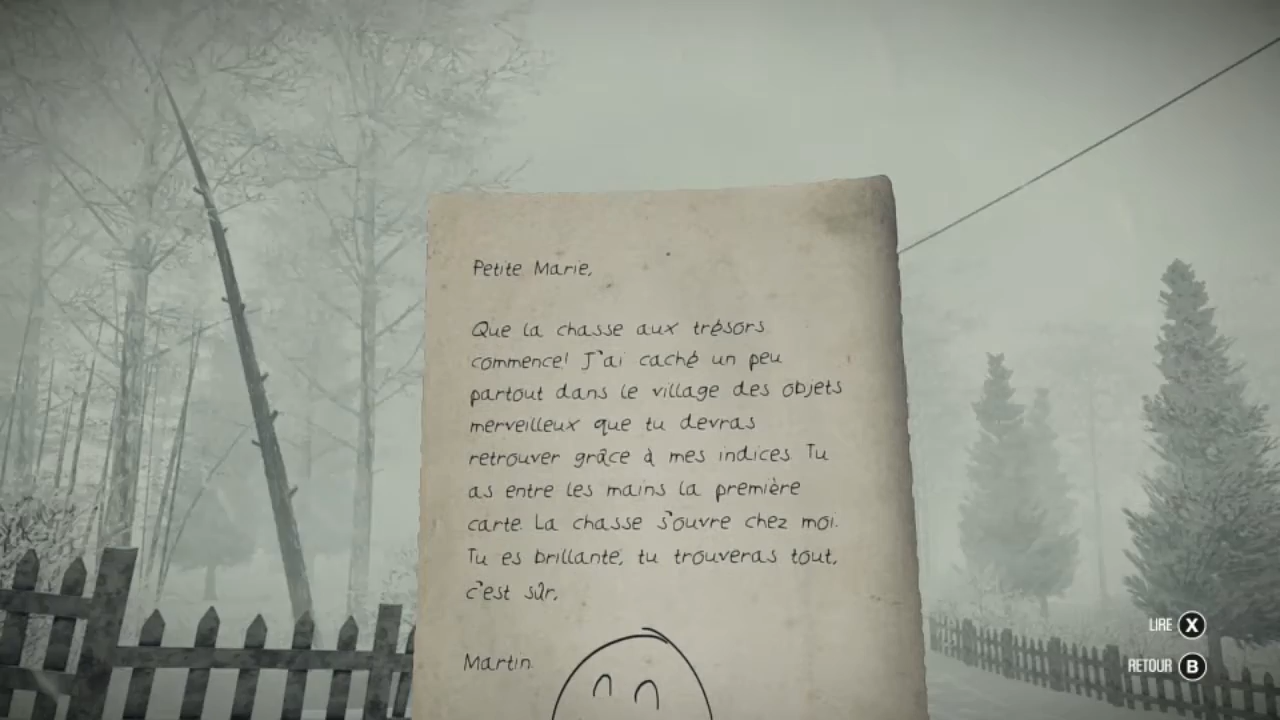 Petite Marie,
Que la chasse aux trésors
commence! J'ai caché un peu
partout dans le village des objets
merveilleux que tu devras
retrouver grâce à mes indices. Tu
as entre les mains la première
carte. La chasse s'ouvre chez moi.
Tu es brillante, tu trouveras tout,
c'est sûr.
Martin.
LIRE X
RETOUR B